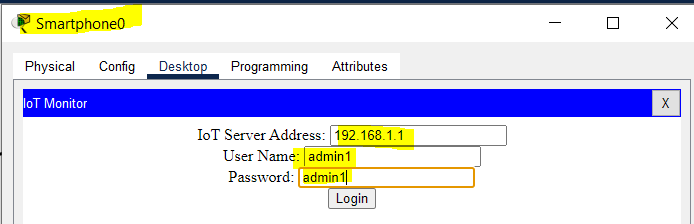 Smartphone0
Physical Config Desktop Programming Attributes
IoT Monitor X
IoT Server Address: 192.168.1.1
User Name: admin1
Password: admin1
Login